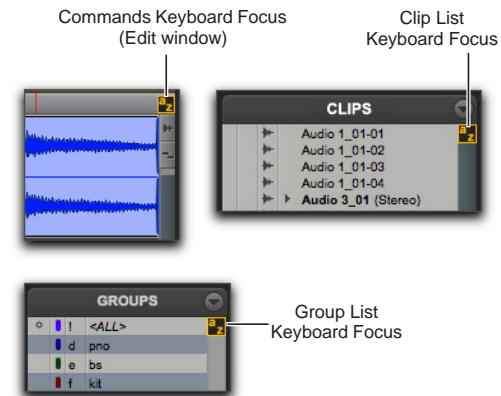 Commands Keyboard Focus
(Edit window)
Clip List
Keyboard Focus
a z
CLIPS
a z
Audio 1_01-01
Audio 1_01-02
Audio 1_01-03
Audio 1_01-04
Audio 3_01 (Stereo)
GROUPS
! <ALL>
a z
d pno
e bs
f kit
Group List
Keyboard Focus